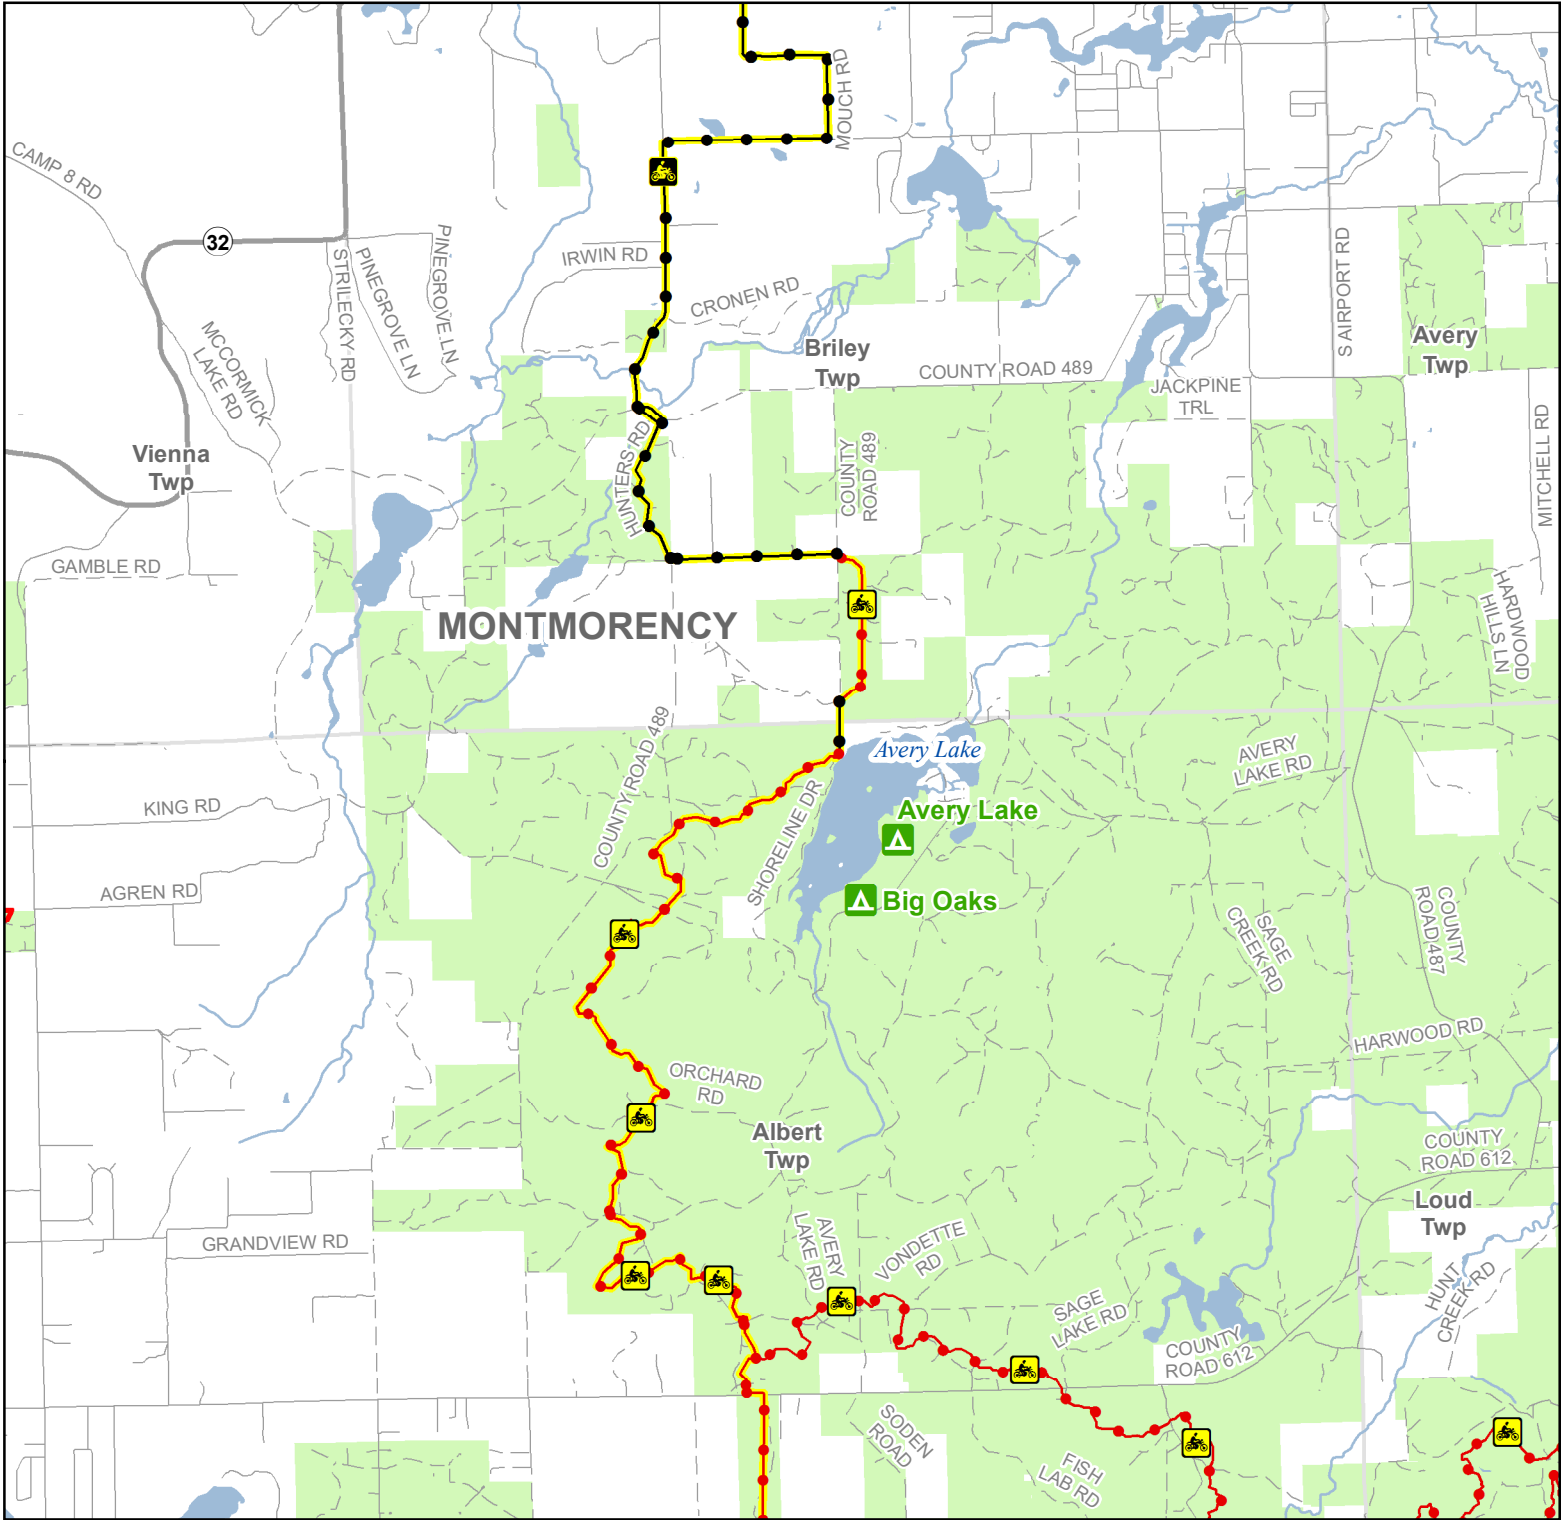 MOUCH RD
CAMP 8 RD
32
STRILECKY RD
PINEGROVE LN
PINEGROVE LN
IRWIN RD
CRONEN RD
S AIRPORT RD
MCCORMICK
LAKE RD
Briley
Twp
Avery
Twp
COUNTY ROAD 489
JACKPINE
TRL
MITCHELL RD
Vienna
Twp
HUNTERS RD
COUNTY
ROAD 489
GAMBLE RD
HARDWOOD
HILLS LN
MONTMORENCY
COUNTY ROAD 489
Avery Lake
AVERY
LAKE RD
KING RD
SHORELINE DR
Avery Lake
AGREN RD
Big Oaks
7
SAGE
CREEK RD
COUNTY
ROAD 487
HARWOOD RD
ORCHARD
RD
Albert
Twp
COUNTY
ROAD 612
Loud
Twp
GRANDVIEW RD
AVERY
LAKE RD
VONDETTE
RD
HUNT
CREEK RD
SAGE
LAKE RD
COUNTY
ROAD 612
SODEN
ROAD
FISH
LAB RD